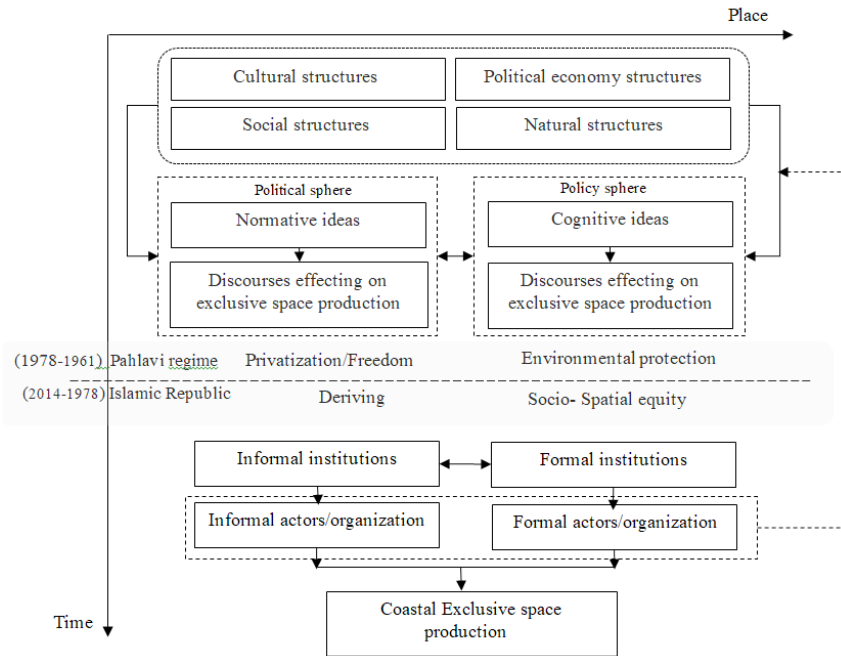 Place
Cultural structures
Political economy structures
Social structures
Natural structures
Political sphere
Policy sphere
Normative ideas
Cognitive ideas
Discourses effecting on
exclusive space production
Discourses effecting on
exclusive space production
(1978-1961) Pahlavi regime Privatization/Freedom Environmental protection
(2014-1978) Islamic Republic Deriving Socio- Spatial equity
Informal institutions
Formal institutions
Informal actors/organization
Formal actors/organization
Coastal Exclusive space
production
Time